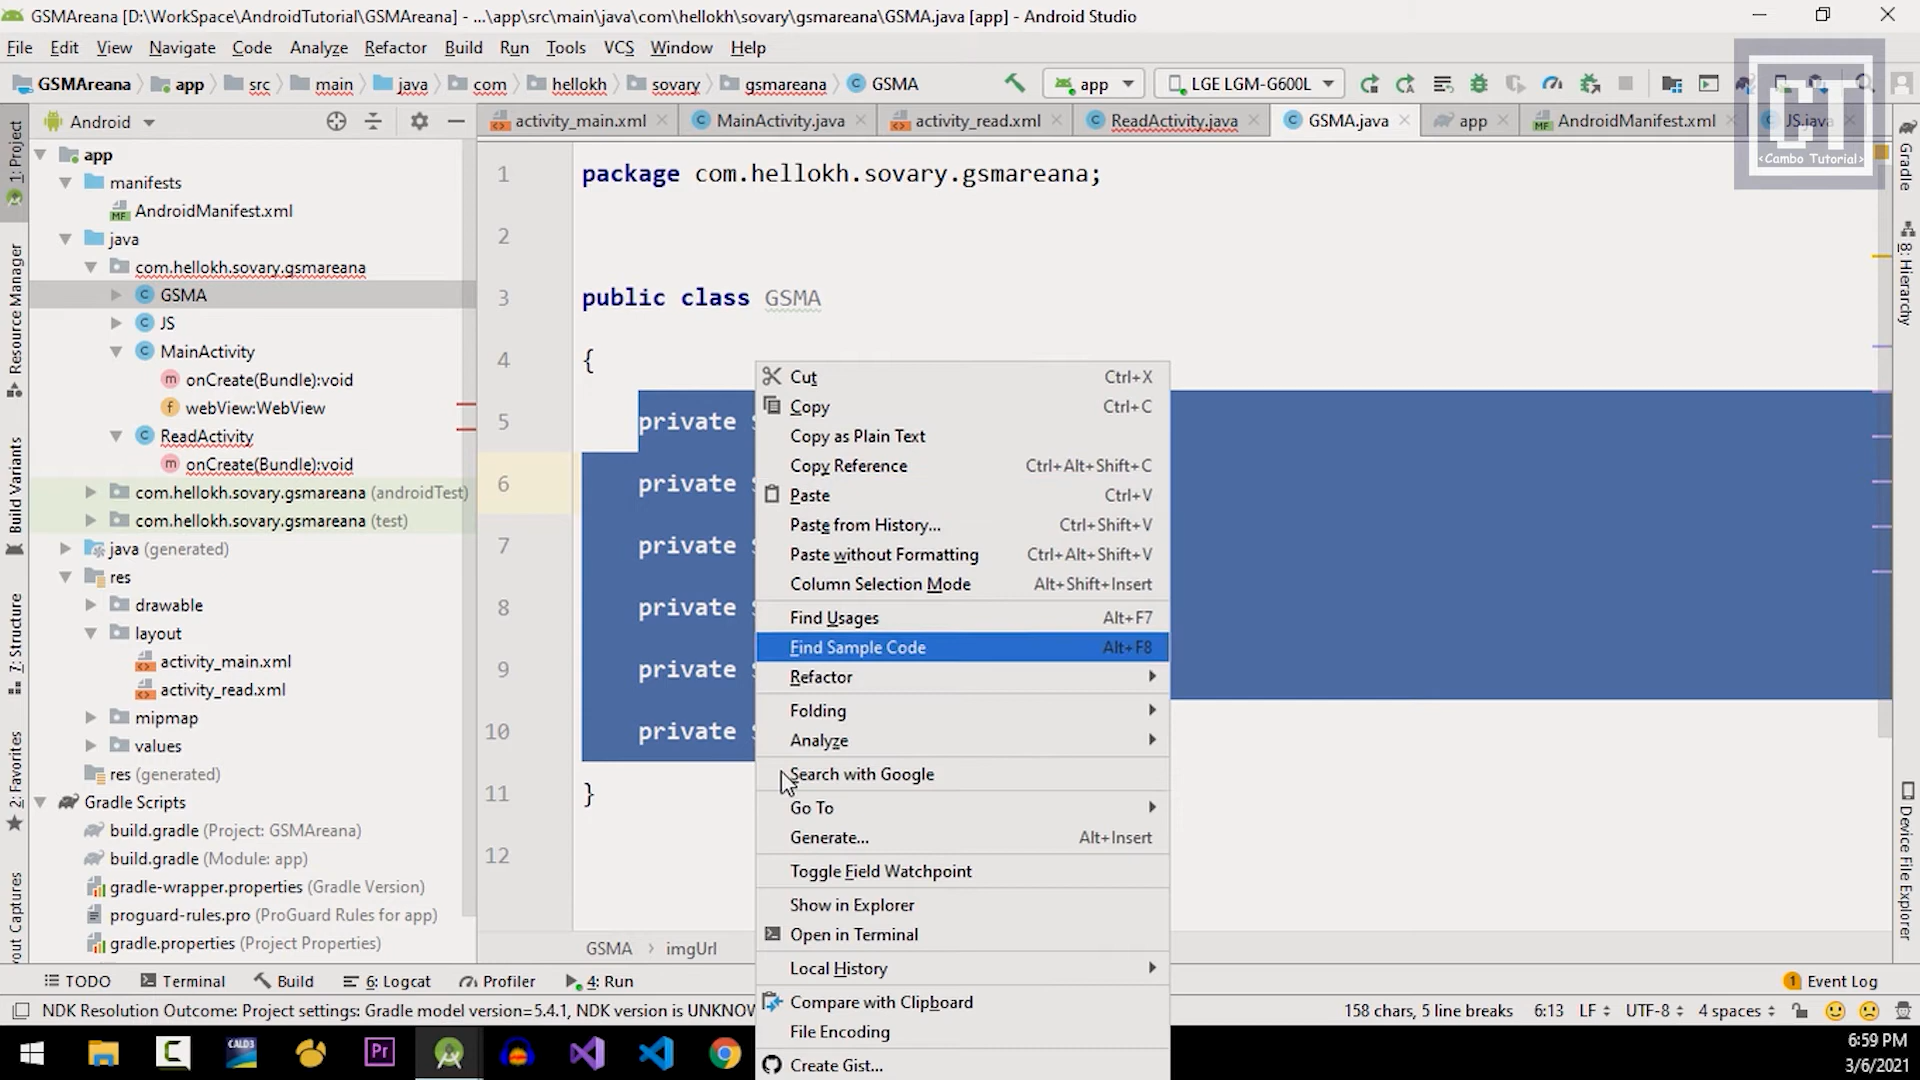 GSMAreana [D:\WorkSpace\AndroidTutorial\GSMAreana] - ...\app\src\main\java\com\hellokh\sovary\gsmareana\GSMA.java [app] - Android Studio
File Edit View Navigate Code Analyze Refactor Build Run Tools VCS Window Help
GSMAreana app src main java com hellokh sovary gsmareana GSMA app LGE LGM-G600L
Android activity_main.xml MainActivity.java activity_read.xml ReadActivity.java GSMA.java app AndroidManifest.xml JS.java
CT
<Cambo Tutorial>
1: Project
Resource Manager
Build Variants
7: Structure
2: Favorites
Gradle
8: Hierarchy
Device File Explorer
app
manifests
AndroidManifest.xml
java
com.hellokh.sovary.gsmareana
GSMA
JS
MainActivity
onCreate(Bundle):void
webView:WebView
ReadActivity
onCreate(Bundle):void
com.hellokh.sovary.gsmareana (androidTest)
com.hellokh.sovary.gsmareana (test)
java (generated)
res
drawable
layout
activity_main.xml
activity_read.xml
mipmap
values
res (generated)
Gradle Scripts
build.gradle (Project: GSMAreana)
build.gradle (Module: app)
gradle-wrapper.properties (Gradle Version)
proguard-rules.pro (ProGuard Rules for app)
gradle.properties (Project Properties)
1 package com.hellokh.sovary.gsmareana;
2
3 public class GSMA
4 {
5 private
6 private
7 private
8 private
9 private
10 private
11 }
12
Cut Ctrl+X
Copy Ctrl+C
Copy as Plain Text
Copy Reference Ctrl+Alt+Shift+C
Paste Ctrl+V
Paste from History... Ctrl+Shift+V
Paste without Formatting Ctrl+Alt+Shift+V
Column Selection Mode Alt+Shift+Insert
Find Usages Alt+F7
Find Sample Code Alt+F8
Refactor
Folding
Analyze
Search with Google
Go To
Generate... Alt+Insert
Toggle Field Watchpoint
Show in Explorer
Open in Terminal
Local History
Compare with Clipboard
File Encoding
Create Gist...
GSMA imgUrl
TODO Terminal Build 6: Logcat Profiler 4: Run 1 Event Log
NDK Resolution Outcome: Project settings: Gradle model version=5.4.1, NDK version is 158 chars, 5 line breaks 6:13 LF UTF-8 4 spaces
CALD3
Pr
6:59 PM
3/6/2021